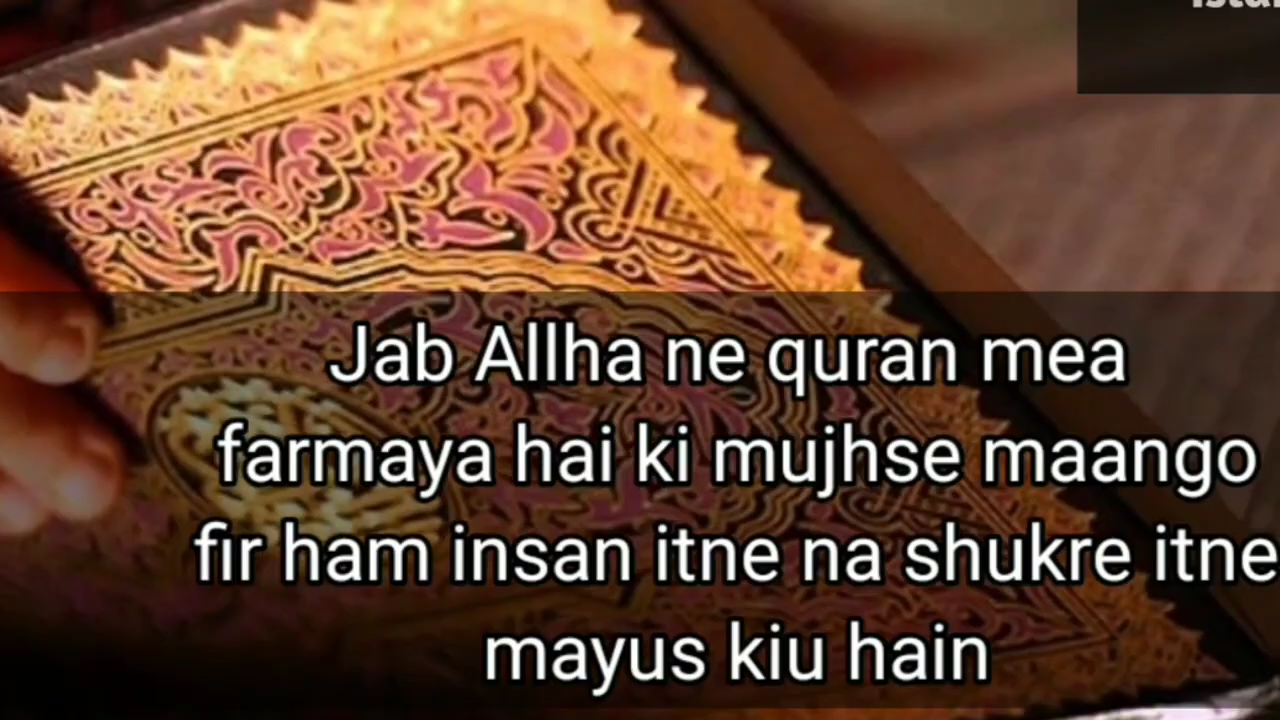 Jab Allha ne quran mea
farmaya hai ki mujhse maango
fir ham insan itne na shukre itne
mayus kiu hain